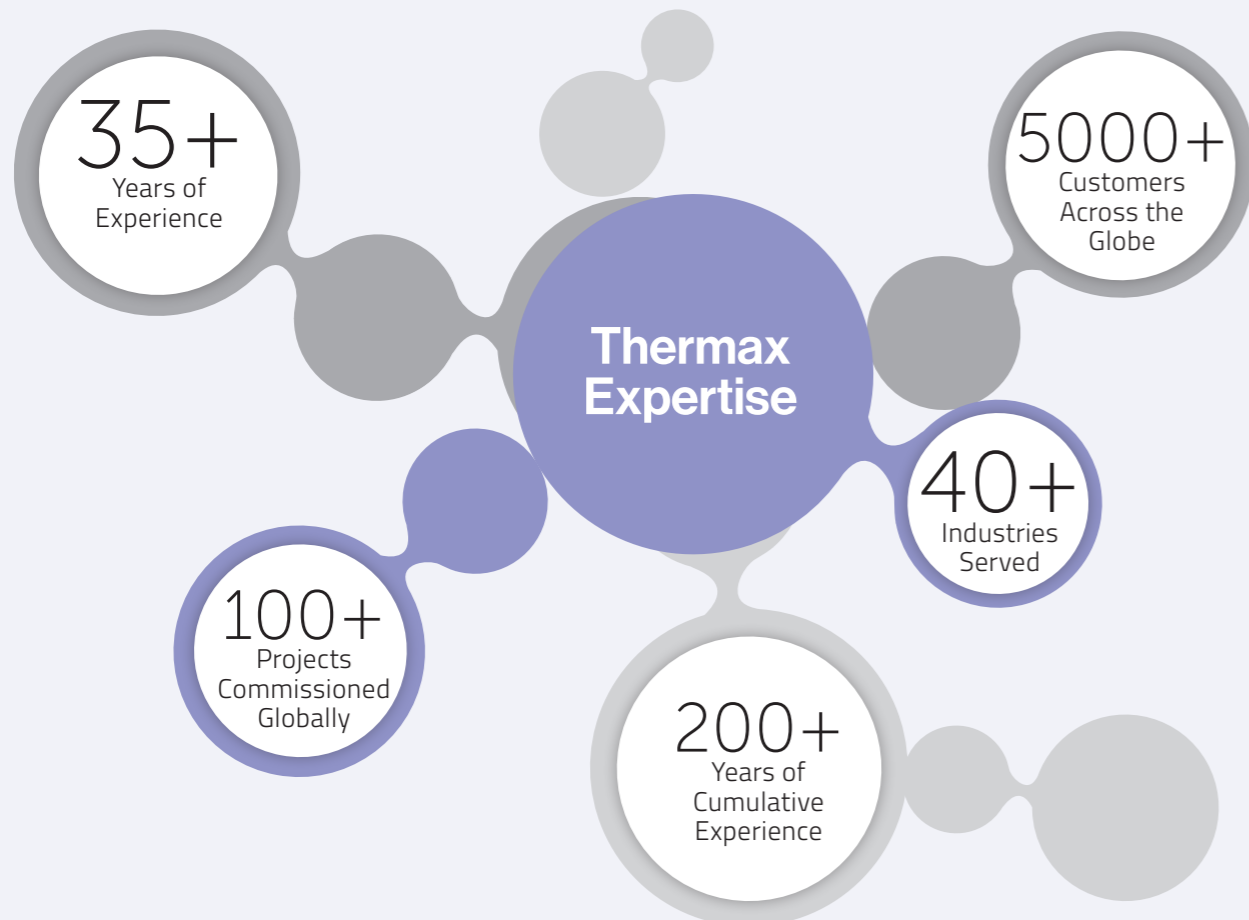 35+
Years of
Experience
5000+
Customers
Across the
Globe
Thermax
Expertise
40+
Industries
Served
100+
Projects
Commissioned
Globally
200+
Years of
Cumulative
Experience